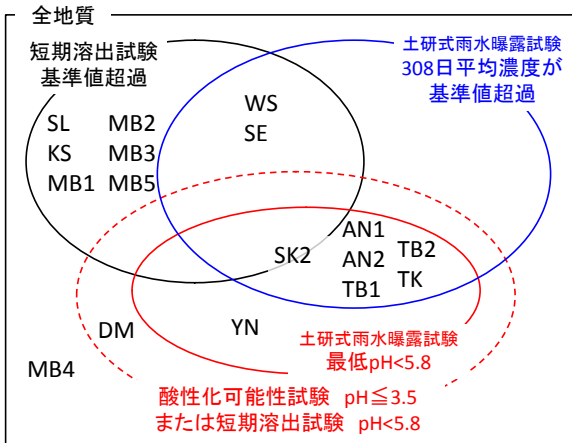 全地質
短期溶出試験
基準値超過
土研式雨水曝露試験
308日平均濃度が
基準値超過
WS
SE
SL MB2
KS MB3
MB1 MB5
SK2
AN1
AN2
TB1
TB2
TK
DM
YN
MB4
土研式雨水曝露試験
最低pH<5.8
酸性化可能性試験 pH≦3.5
または短期溶出試験 pH<5.8